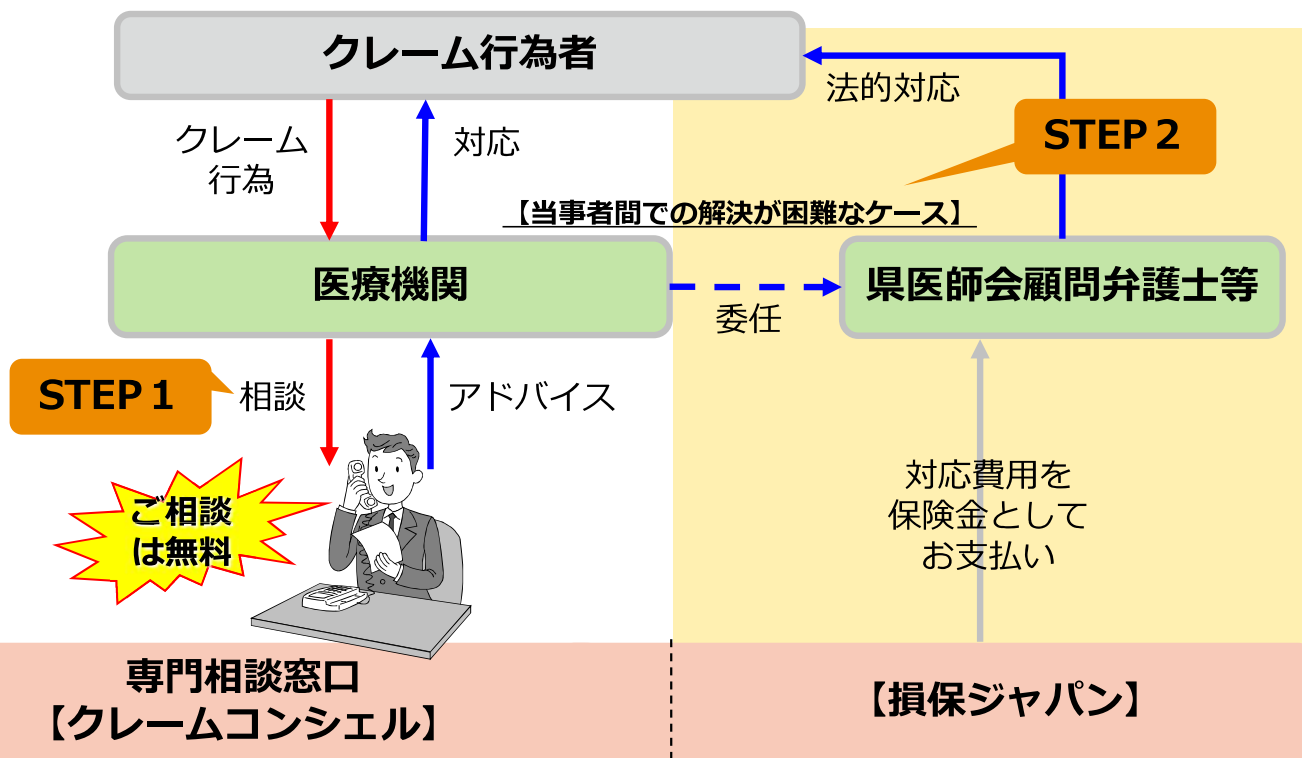 クレーム行為者
法的対応
STEP２
クレーム
行為
対応
【当事者間での解決が困難なケース】
医療機関
県医師会顧問弁護士等
委任
STEP１
相談
アドバイス
ご相談
は無料
対応費用を
保険金として
お支払い
専門相談窓口
【クレームコンシェル】
【損保ジャパン】